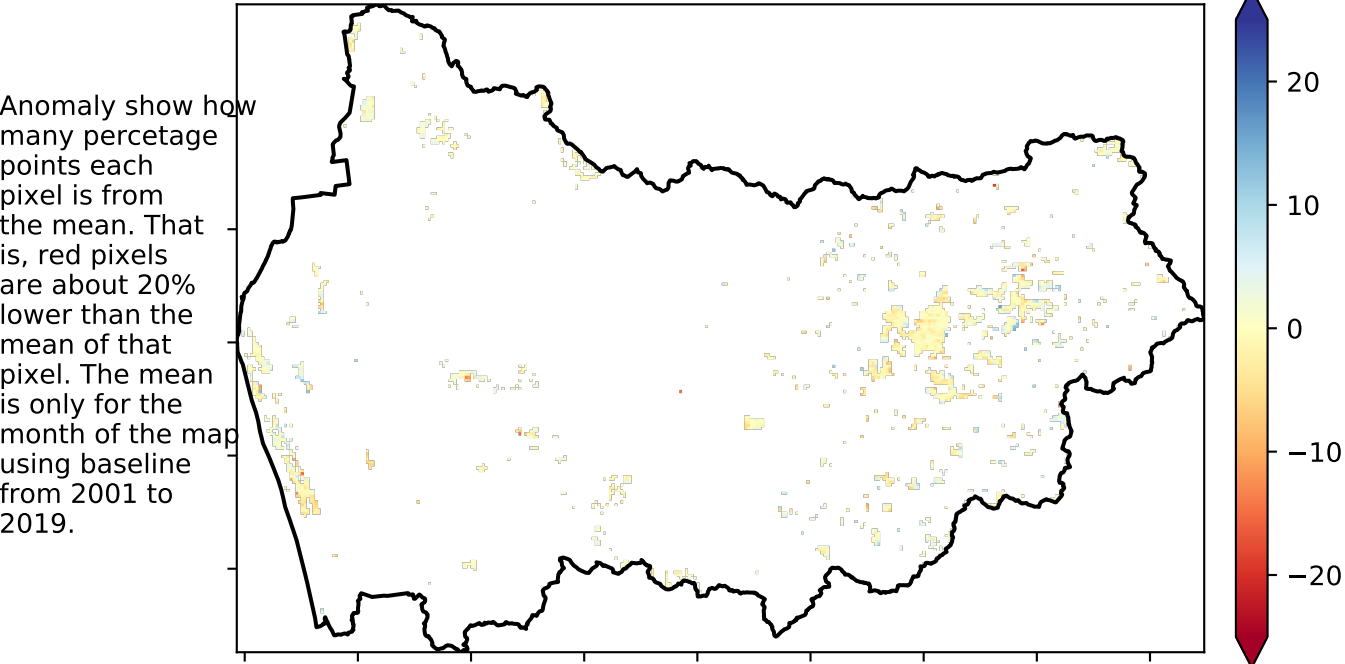 Anomaly show how
many percetage
points each
pixel is from
the mean. That
is, red pixels
are about 20%
lower than the
mean of that
pixel. The mean
is only for the
month of the map
using baseline
from 2001 to
2019.
20
10
0
−10
−20